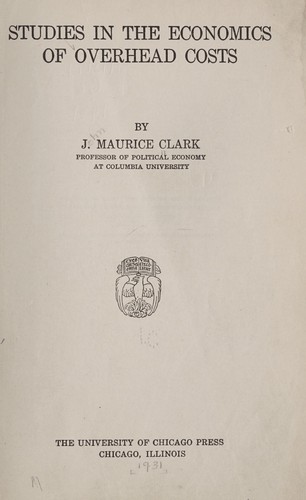 STUDIES IN THE ECONOMICS
OF OVERHEAD COSTS
BY
J. MAURICE CLARK
PROFESSOR OF POLITICAL ECONOMY
AT COLUMBIA UNIVERSITY
THE UNIVERSITY OF CHICAGO PRESS
CHICAGO, ILLINOIS
1931